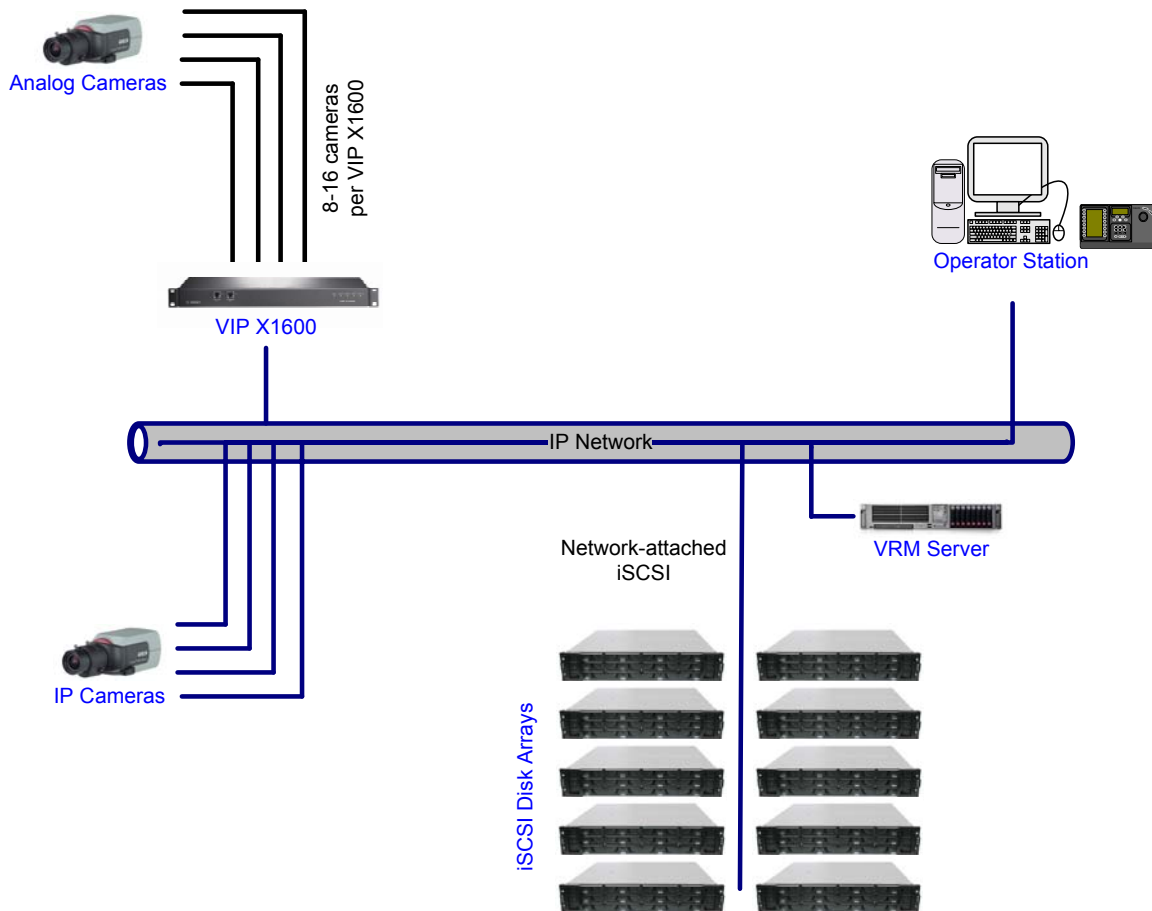 Analog Cameras
8-16 cameras
per VIP X1600
VIP X1600
Operator Station
IP Network
VRM Server
Network-attached
iSCSI
IP Cameras
iSCSI Disk Arrays